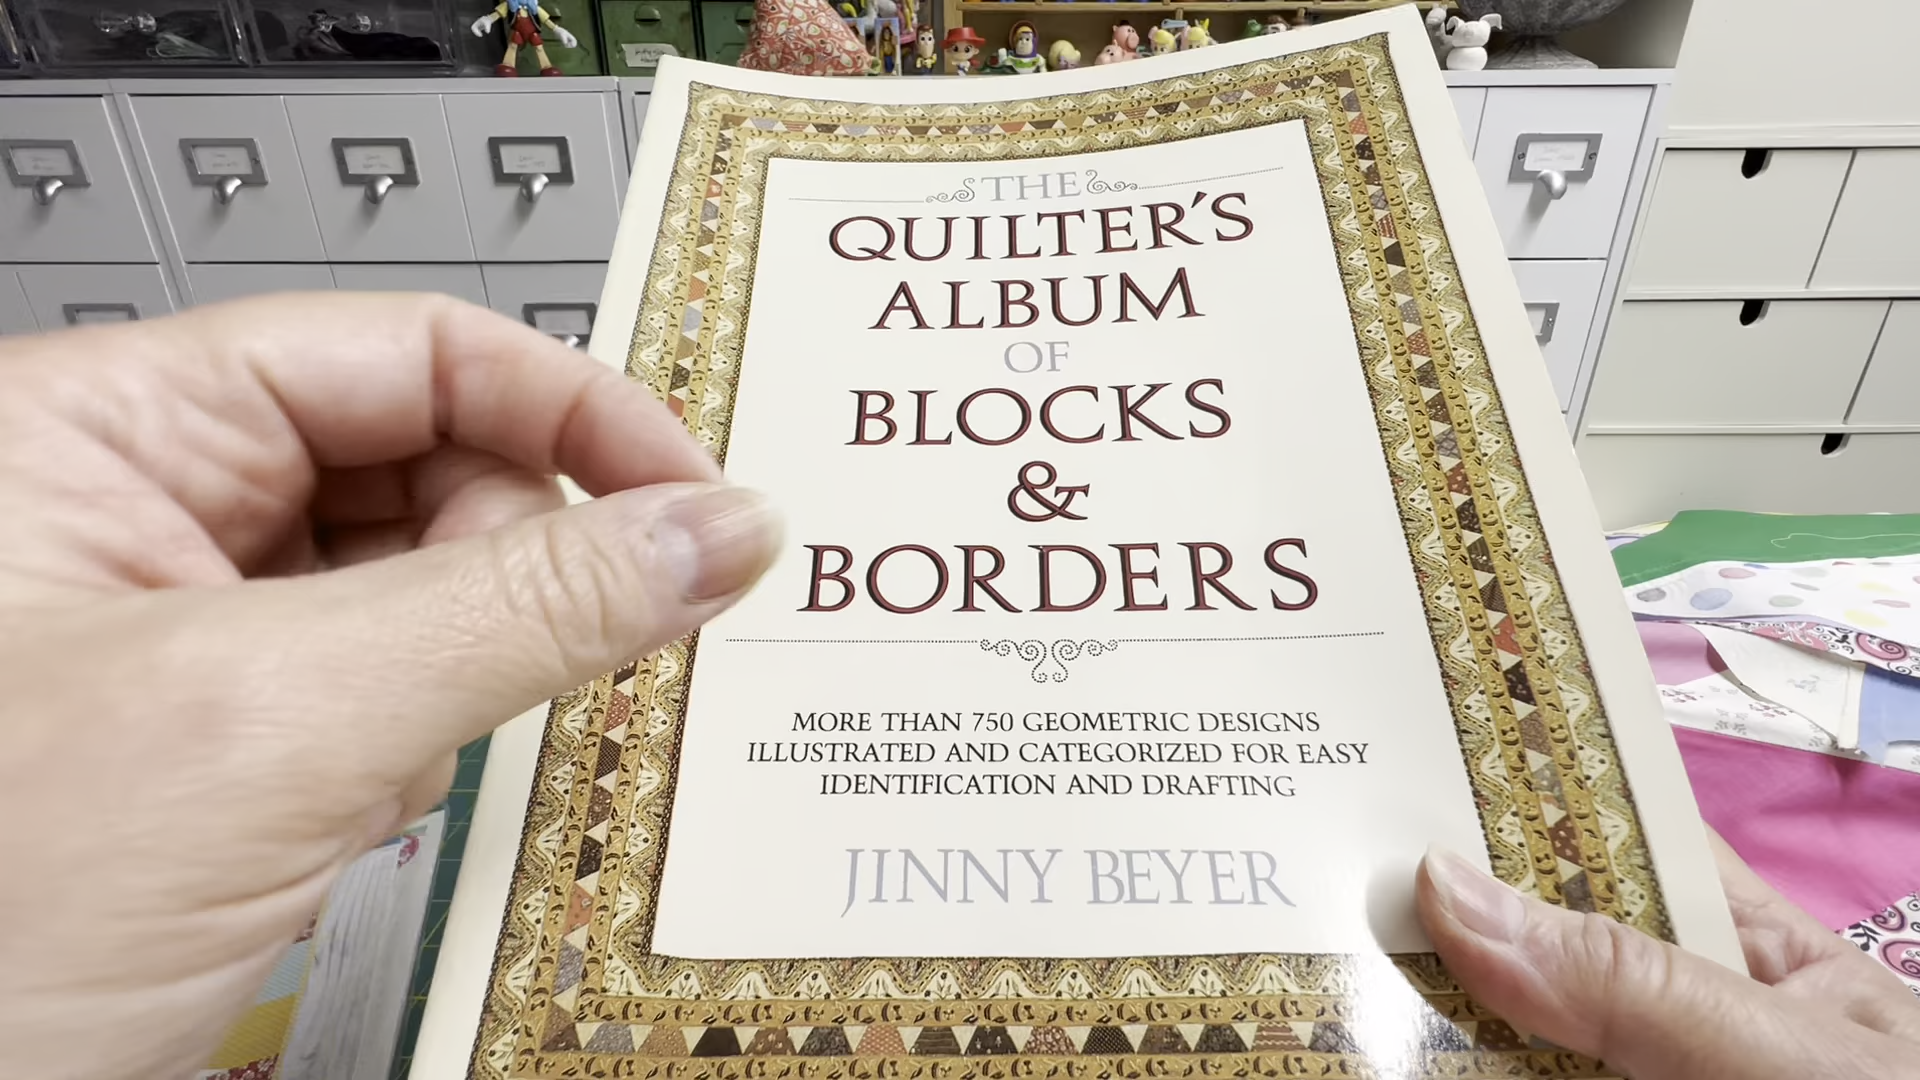 THE
QUILTER'S
ALBUM
OF
BLOCKS
&
BORDERS
MORE THAN 750 GEOMETRIC DESIGNS
ILLUSTRATED AND CATEGORIZED FOR EASY
IDENTIFICATION AND DRAFTING
JINNY BEYER